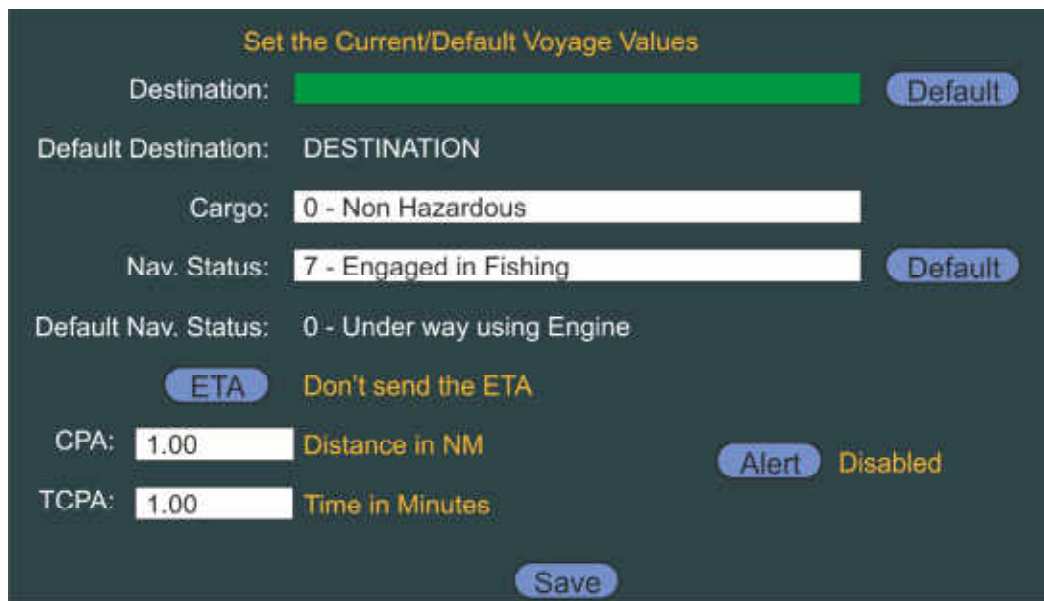 Set the Current/Default Voyage Values
Destination: Default
Default Destination: DESTINATION
Cargo: 0 - Non Hazardous
Nav. Status: 7 - Engaged in Fishing Default
Default Nav. Status: 0 - Under way using Engine
ETA Don't send the ETA
CPA: 1.00 Distance in NM
Alert Disabled
TCPA: 1.00 Time in Minutes
Save